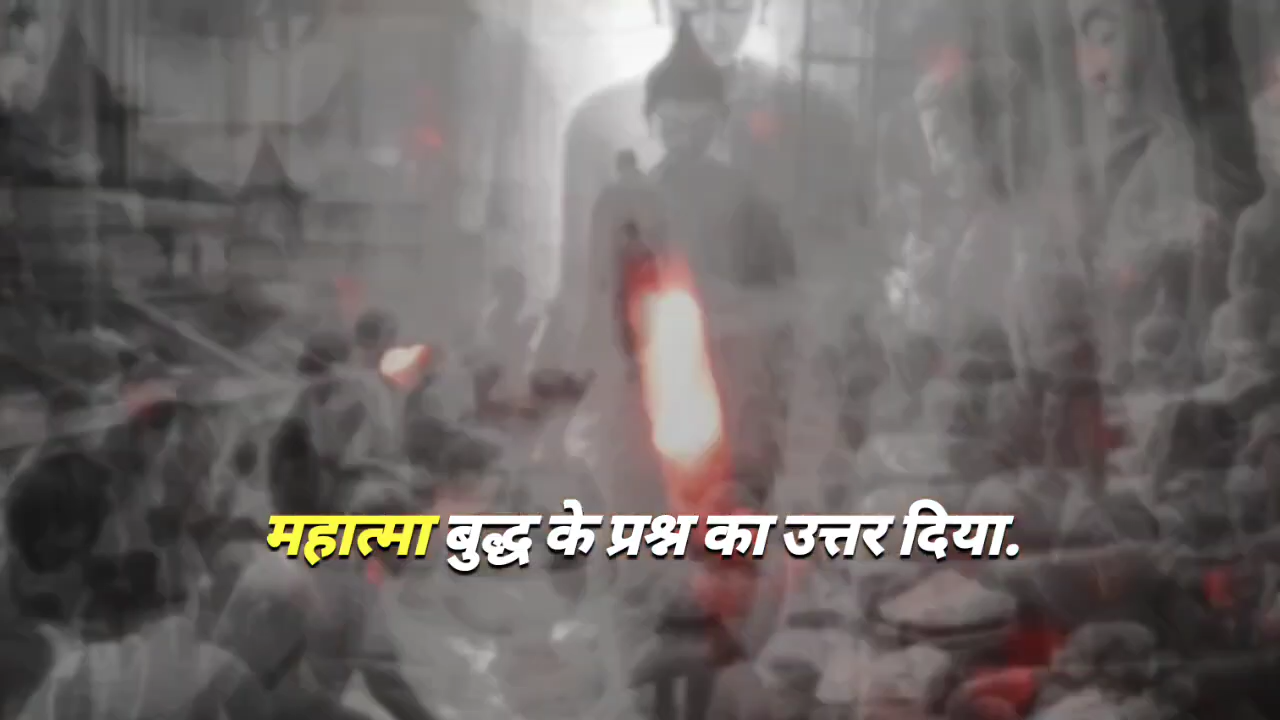 महात्मा बुद्ध के प्रश्न का उत्तर दिया.